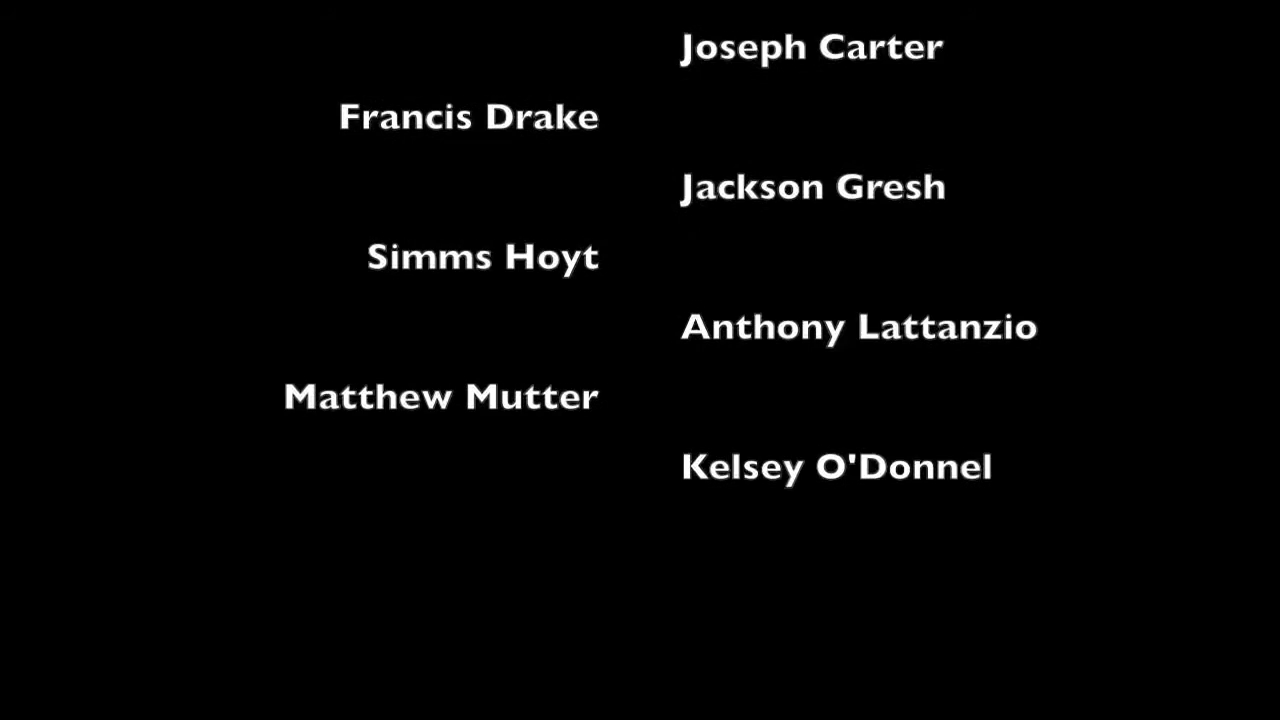 Joseph Carter
Francis Drake
Jackson Gresh
Simms Hoyt
Anthony Lattanzio
Matthew Mutter
Kelsey O'Donnel